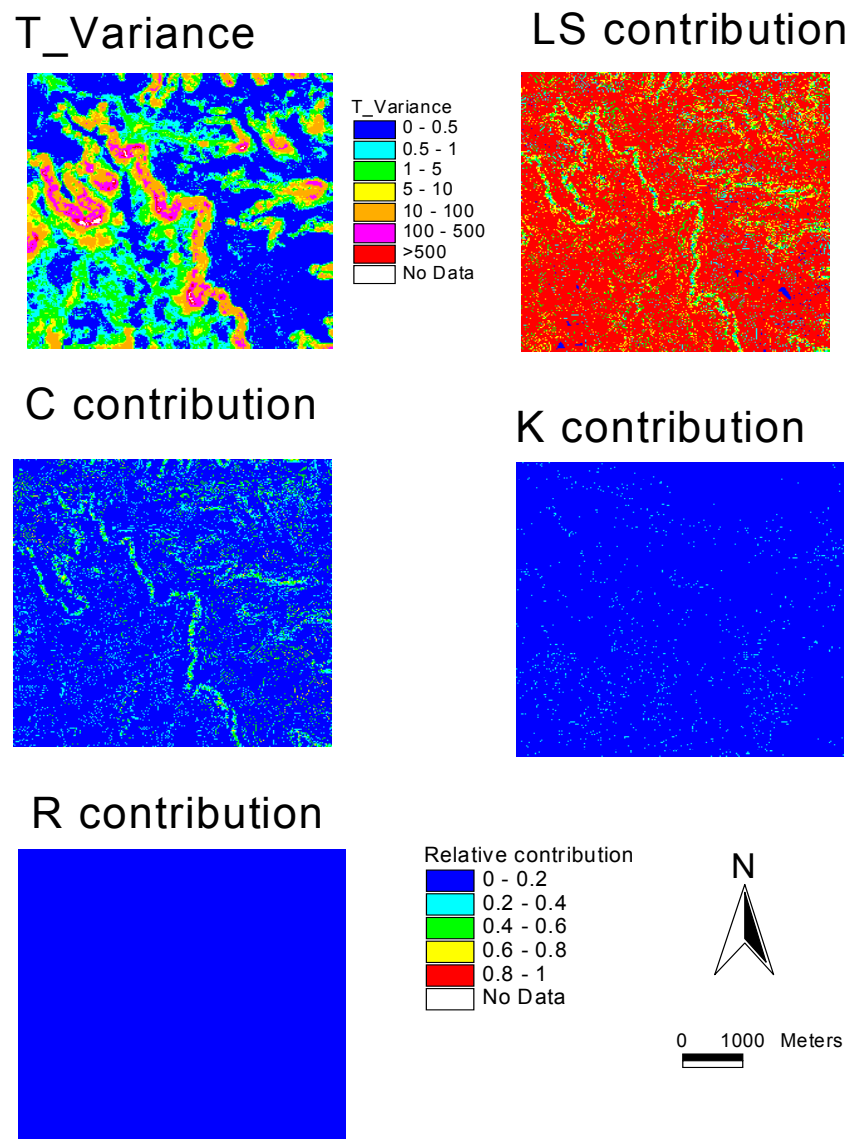 T_Variance
LS contribution
T_Variance
0 - 0.5
0.5 - 1
1 - 5
5 - 10
10 - 100
100 - 500
>500
No Data
C contribution
K contribution
R contribution
Relative contribution
0 - 0.2
0.2 - 0.4
0.4 - 0.6
0.6 - 0.8
0.8 - 1
No Data
N
0 1000 Meters